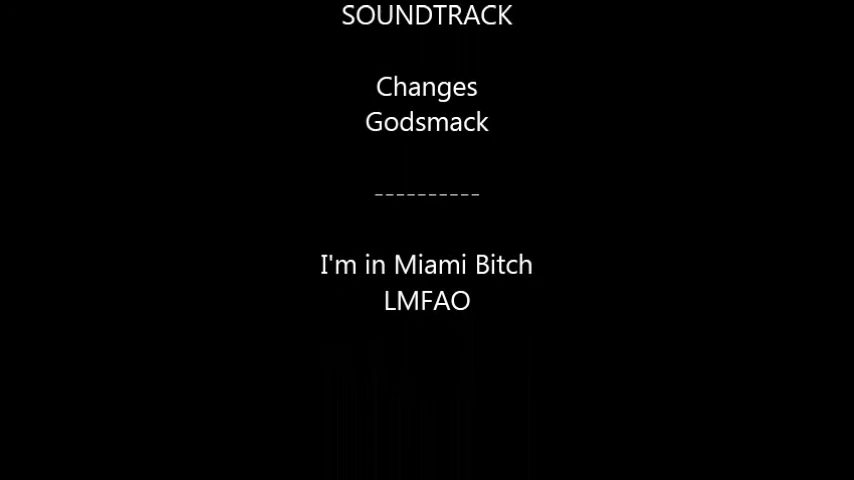 SOUNDTRACK
Changes
Godsmack
----------
I'm in Miami Bitch
LMFAO